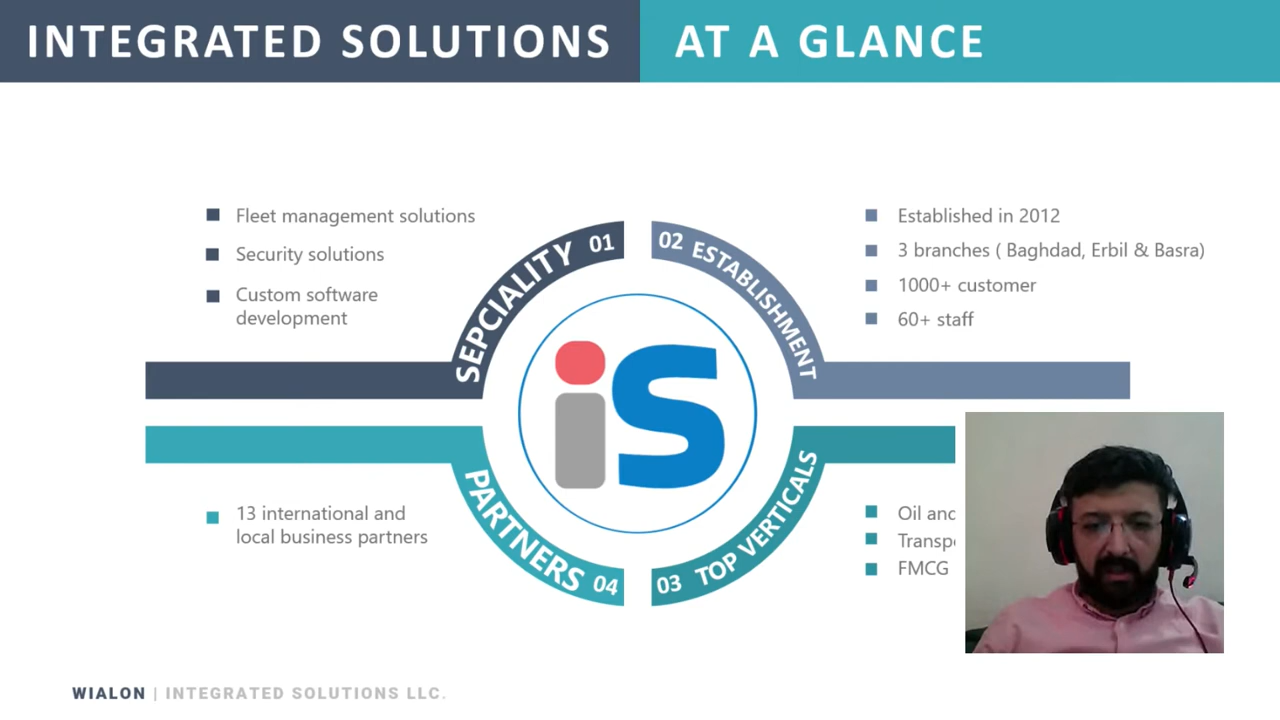 INTEGRATED SOLUTIONS AT A GLANCE
Fleet management solutions
Security solutions
Custom software
development
SEPCIALITY 01
02 ESTABLISHMENT
Established in 2012
3 branches ( Baghdad, Erbil & Basra)
1000+ customer
60+ staff
iS
13 international and
local business partners
PARTNERS 04
03 TOP VERTICALS
Oil and
FMCG
WIALON | INTEGRATED SOLUTIONS LLC.